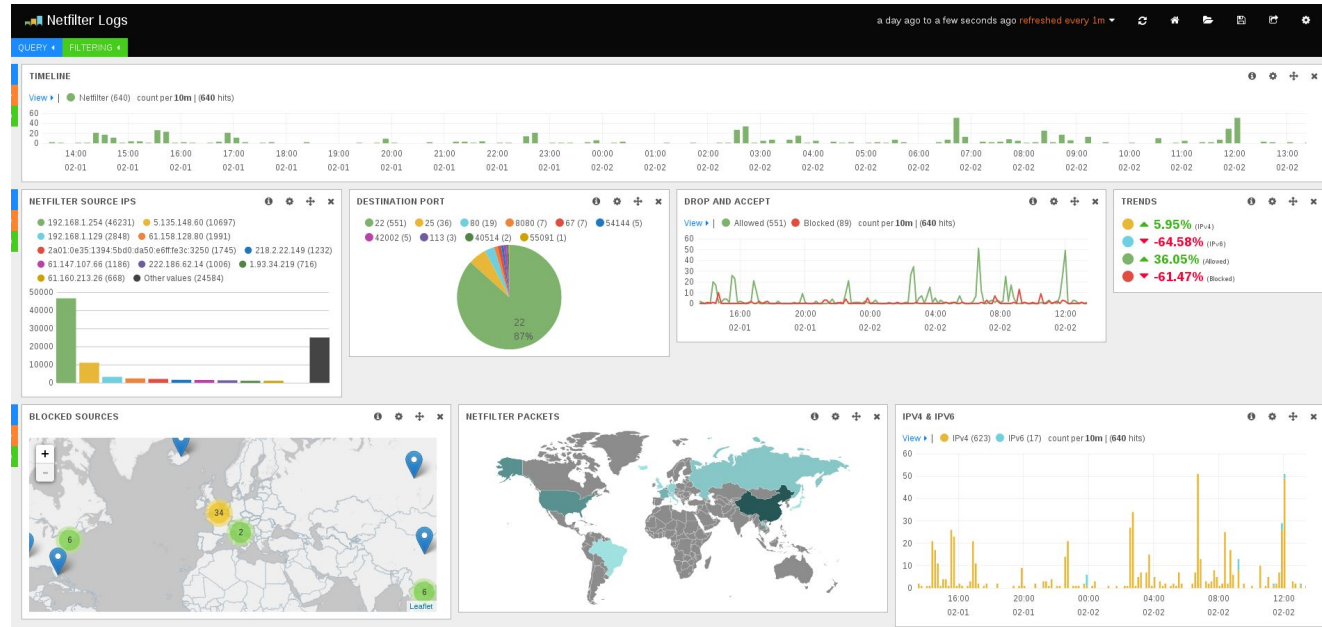 Netfilter Logs
a day ago to a few seconds ago refreshed every 1m
QUERY FILTERING
TIMELINE
View | Netfilter (640) count per 10m | (640 hits)
60
40
20
0
14:00 15:00 16:00 17:00 18:00 19:00 20:00 21:00 22:00 23:00 00:00 01:00 02:00 03:00 04:00 05:00 06:00 07:00 08:00 09:00 10:00 11:00 12:00 13:00
02-01 02-01 02-01 02-01 02-01 02-01 02-01 02-01 02-01 02-01 02-02 02-02 02-02 02-02 02-02 02-02 02-02 02-02 02-02 02-02 02-02 02-02 02-02 02-02
NETFILTER SOURCE IPS
192.168.1.254 (46231) 5.135.148.60 (10697)
192.168.1.129 (2848) 61.158.128.80 (1991)
2a01:0e35:1394:5bd0:da50:e6ff:fe3c:3250 (1745) 218.2.22.149 (1232)
61.147.107.66 (1186) 222.186.62.14 (1006) 1.93.34.219 (716)
61.160.213.26 (668) Other values (24584)
50000
40000
30000
20000
10000
0
DESTINATION PORT
22 (551) 25 (36) 80 (19) 8080 (7) 67 (7) 54144 (5)
42002 (5) 113 (3) 40514 (2) 55091 (1)
22
87%
DROP AND ACCEPT
View | Allowed (551) Blocked (89) count per 10m | (640 hits)
60
50
40
30
20
10
0
16:00 20:00 00:00 04:00 08:00 12:00
02-01 02-01 02-02 02-02 02-02 02-02
TRENDS
5.95% (IPv4)
-64.58% (IPv6)
36.05% (Allowed)
-61.47% (Blocked)
BLOCKED SOURCES
+
-
34
2
6
6
Leaflet
NETFILTER PACKETS
IPV4 & IPV6
View | IPv4 (623) IPv6 (17) count per 10m | (640 hits)
60
50
40
30
20
10
0
16:00 20:00 00:00 04:00 08:00 12:00
02-01 02-01 02-02 02-02 02-02 02-02